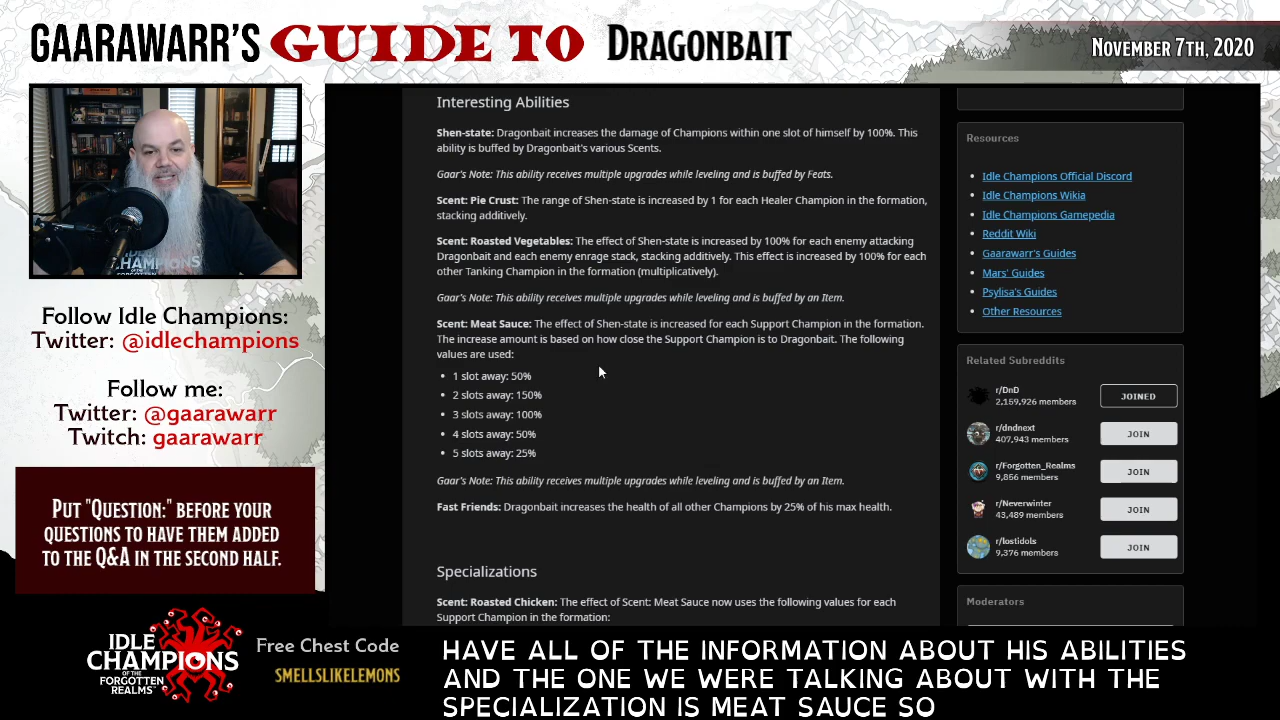 GAARAWARR'S GUIDE TO DRAGONBAIT
NOVEMBER 7TH, 2020
Follow Idle Champions:
Twitter: @idlechampions
Follow me:
Twitter: @gaarawarr
Twitch: gaarawarr
PUT "QUESTION:" BEFORE YOUR
QUESTIONS TO HAVE THEM ADDED
TO THE Q&A IN THE SECOND HALF.
IDLE
CHAMPIONS
OF THE
FORGOTTEN
REALMS
Free Chest Code
SMELLSLIKELEMONS
Interesting Abilities
Shen-state: Dragonbait increases the damage of Champions within one slot of himself by 100%. This
ability is buffed by Dragonbait's various Scents.
Gaar's Note: This ability receives multiple upgrades while leveling and is buffed by Feats.
Scent: Pie Crust: The range of Shen-state is increased by 1 for each Healer Champion in the formation,
stacking additively.
Scent: Roasted Vegetables: The effect of Shen-state is increased by 100% for each enemy attacking
Dragonbait and each enemy enrage stack, stacking additively. This effect is increased by 100% for each
other Tanking Champion in the formation (multiplicatively).
Gaar's Note: This ability receives multiple upgrades while leveling and is buffed by an Item.
Scent: Meat Sauce: The effect of Shen-state is increased for each Support Champion in the formation.
The increase amount is based on how close the Support Champion is to Dragonbait. The following
values are used:
• 1 slot away: 50%
• 2 slots away: 150%
• 3 slots away: 100%
• 4 slots away: 50%
• 5 slots away: 25%
Gaar's Note: This ability receives multiple upgrades while leveling and is buffed by an Item.
Fast Friends: Dragonbait increases the health of all other Champions by 25% of his max health.
Specializations
Scent: Roasted Chicken: The effect of Scent: Meat Sauce now uses the following values for each
Support Champion in the formation:
Resources
• Idle Champions Official Discord
• Idle Champions Wikia
• Idle Champions Gamepedia
• Reddit Wiki
• Gaarawarr's Guides
• Mars' Guides
• Psylisa's Guides
• Other Resources
Related Subreddits
r/DnD
2,159,926 members
JOINED
r/dndnext
407,943 members
JOIN
r/Forgotten_Realms
9,856 members
JOIN
r/Neverwinter
43,489 members
JOIN
r/lostidols
9,376 members
JOIN
Moderators
HAVE ALL OF THE INFORMATION ABOUT HIS ABILITIES
AND THE ONE WE WERE TALKING ABOUT WITH THE
SPECIALIZATION IS MEAT SAUCE SO